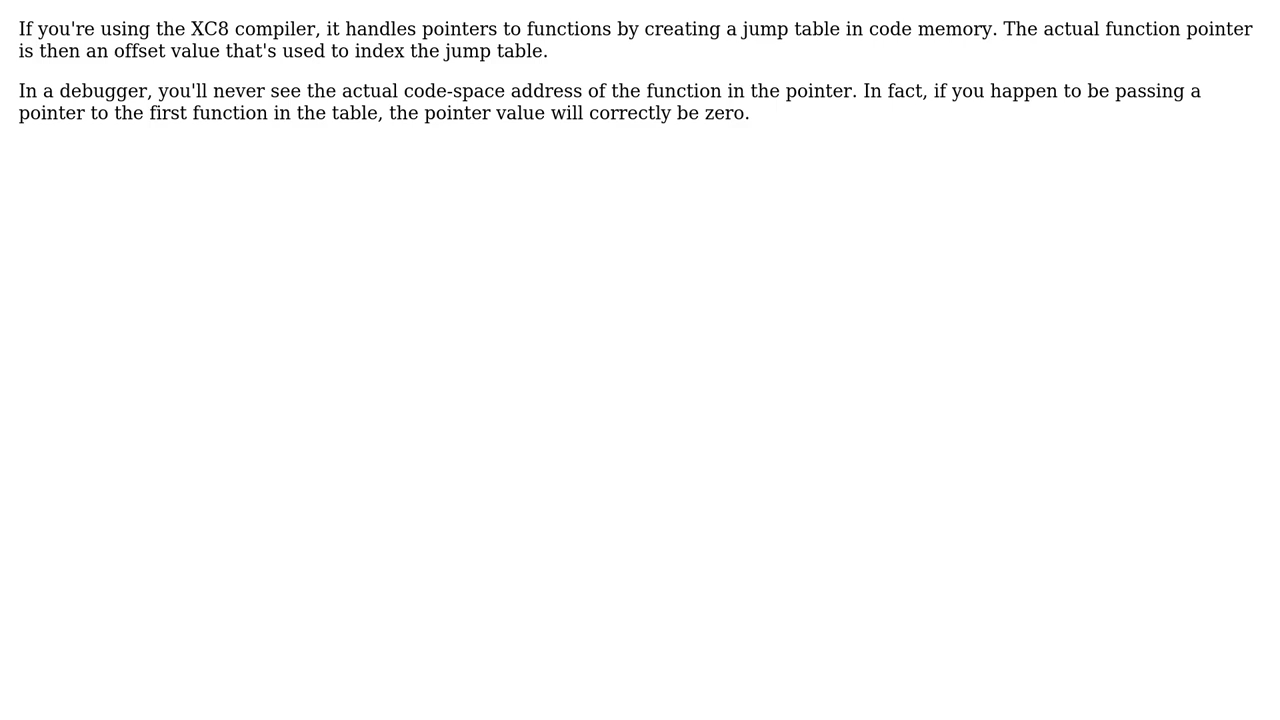 If you're using the XC8 compiler, it handles pointers to functions by creating a jump table in code memory. The actual function pointer
is then an offset value that's used to index the jump table.
In a debugger, you'll never see the actual code-space address of the function in the pointer. In fact, if you happen to be passing a
pointer to the first function in the table, the pointer value will correctly be zero.